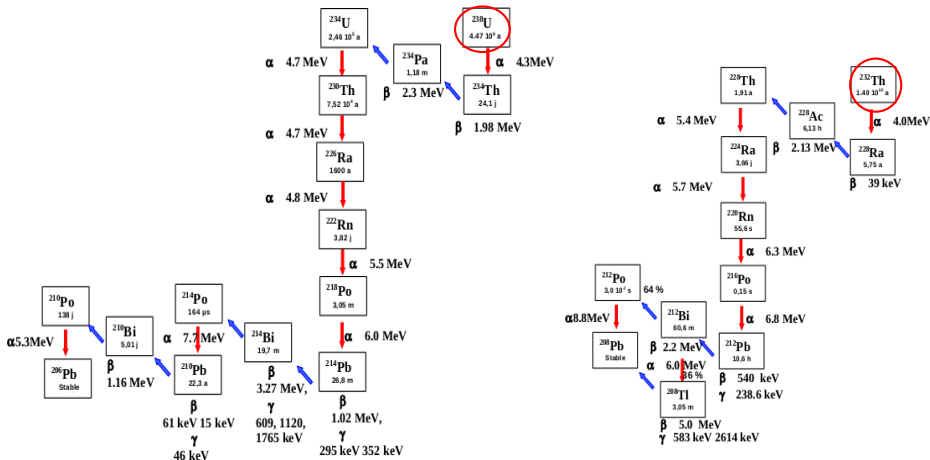 ²³⁴U
2,46 10⁵ a
²³⁸U
4.47 10⁹ a
α 4.7 MeV
²³⁴Pa
1,18 m
α 4.3MeV
β 2.3 MeV
²³⁰Th
7,52 10⁴ a
²³⁴Th
24,1 j
β 1.98 MeV
α 4.7 MeV
²²⁶Ra
1600 a
α 4.8 MeV
²²²Rn
3,82 j
α 5.5 MeV
²¹⁸Po
3,05 m
α 6.0 MeV
²¹⁴Pb
26,8 m
β
1.02 MeV,
γ
295 keV 352 keV
²¹⁴Bi
19,7 m
β
3.27 MeV,
γ
609, 1120,
1765 keV
²¹⁴Po
164 µs
α 7.7 MeV
²¹⁰Pb
22,3 a
β
61 keV 15 keV
γ
46 keV
²¹⁰Bi
5,01 j
β
1.16 MeV
²¹⁰Po
138 j
α5.3MeV
²⁰⁶Pb
Stable
²²⁸Th
1,91 a
²³²Th
1.40 10¹⁰ a
²²⁸Ac
6,13 h
α 5.4 MeV
α 4.0MeV
β 2.13 MeV
²²⁸Ra
5,75 a
β 39 keV
²²⁴Ra
3,66 j
α 5.7 MeV
²²⁰Rn
55,6 s
α 6.3 MeV
²¹⁶Po
0,15 s
α 6.8 MeV
²¹²Pb
10,6 h
β 540 keV
γ 238.6 keV
²¹²Bi
60,6 m
β 2.2 MeV
α 6.0 MeV
36 %
64 %
²¹²Po
α8.8MeV
²⁰⁸Pb
Stable
²⁰⁸Tl
3,05 m
β 5.0 MeV
γ 583 keV 2614 keV